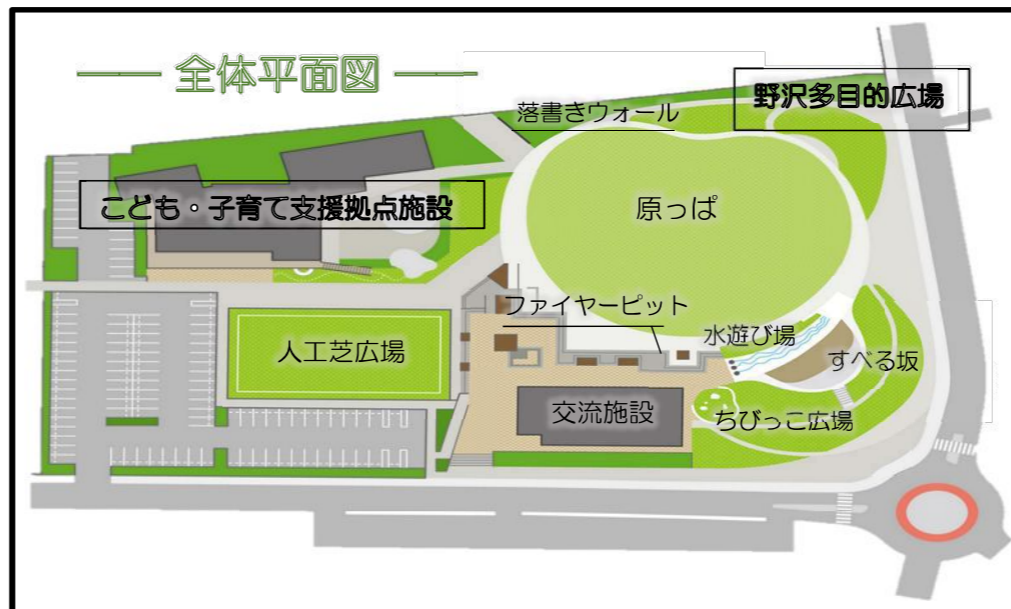 全体平面図
野沢多目的広場
落書きウォール
こども・子育て支援拠点施設
原っぱ
ファイヤーピット
水遊び場
人工芝広場
すべる坂
交流施設
ちびっこ広場